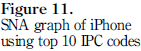 Figure 11.
SNA graph of iPhone
using top 10 IPC codes